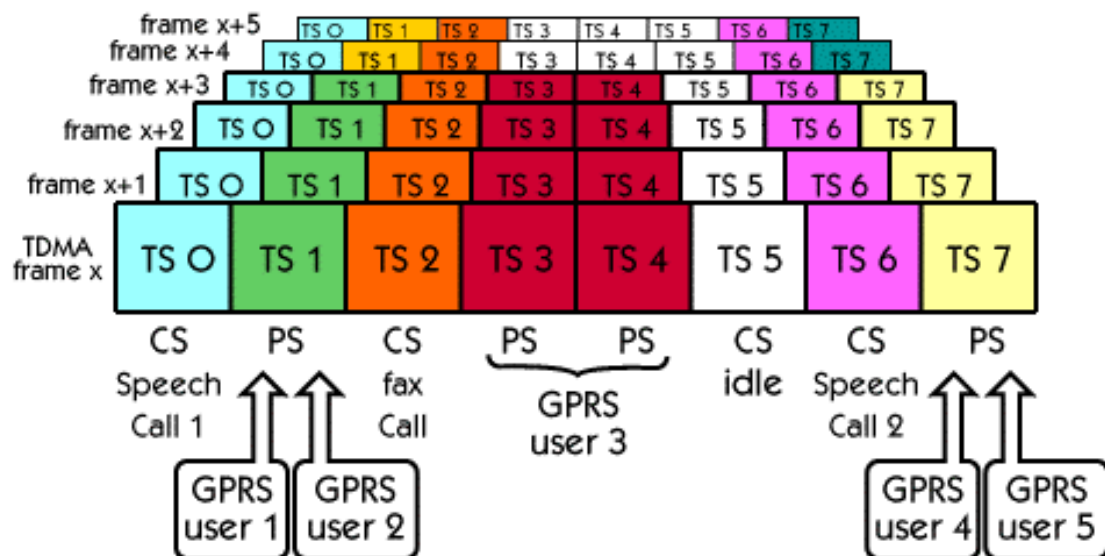 frame x+5 TS 0 TS 1 TS 2 TS 3 TS 4 TS 5 TS 6 TS 7
frame x+4 TS 0 TS 1 TS 2 TS 3 TS 4 TS 5 TS 6 TS 7
frame x+3 TS 0 TS 1 TS 2 TS 3 TS 4 TS 5 TS 6 TS 7
frame x+2 TS 0 TS 1 TS 2 TS 3 TS 4 TS 5 TS 6 TS 7
frame x+1 TS 0 TS 1 TS 2 TS 3 TS 4 TS 5 TS 6 TS 7
TDMA
frame x TS 0 TS 1 TS 2 TS 3 TS 4 TS 5 TS 6 TS 7
CS PS CS PS PS CS CS PS
Speech fax idle Speech
Call 1 Call Call 2
GPRS
user 3
GPRS GPRS GPRS GPRS
user 1 user 2 user 4 user 5